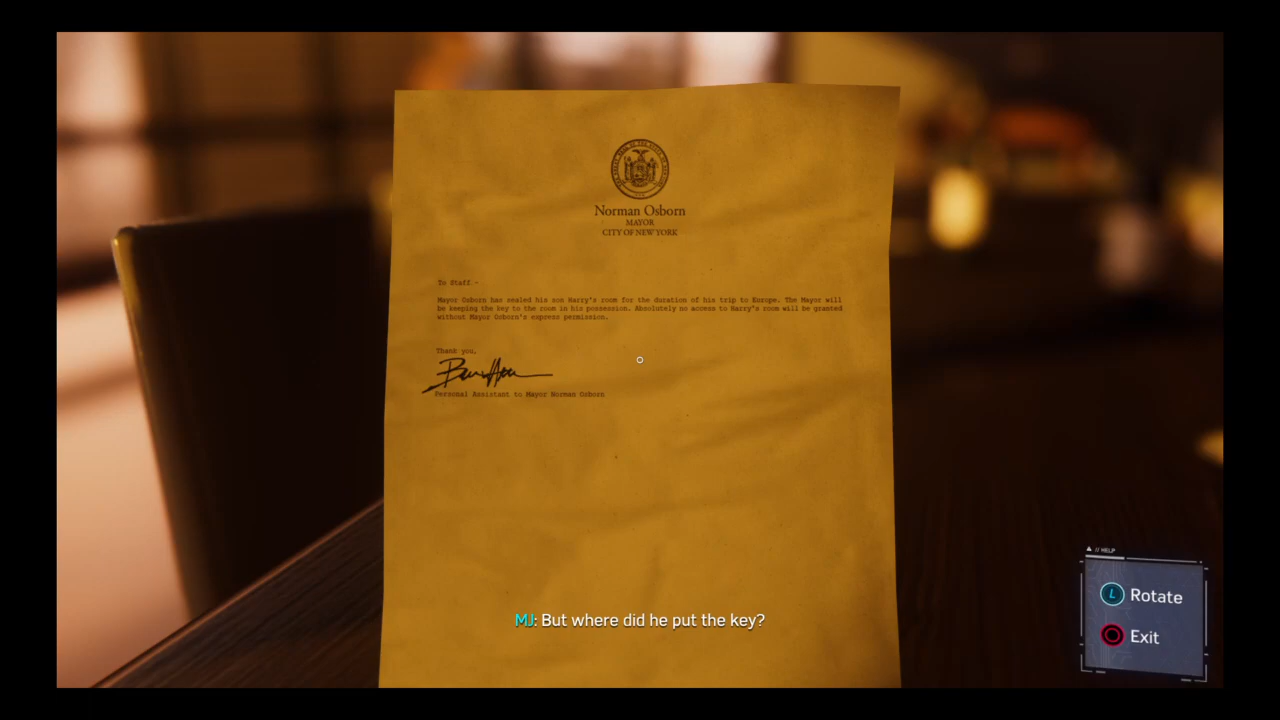 Norman Osborn
MAYOR
CITY OF NEW YORK
To Staff -
Mayor Osborn has sealed his son Harry's room for the duration of his trip to Europe. The Mayor will
be keeping the key to the room in his possession. Absolutely no access to Harry's room will be granted
without Mayor Osborn's express permission.
Thank you,
Personal Assistant to Mayor Norman Osborn
MJ: But where did he put the key?
// HELP
L Rotate
Exit